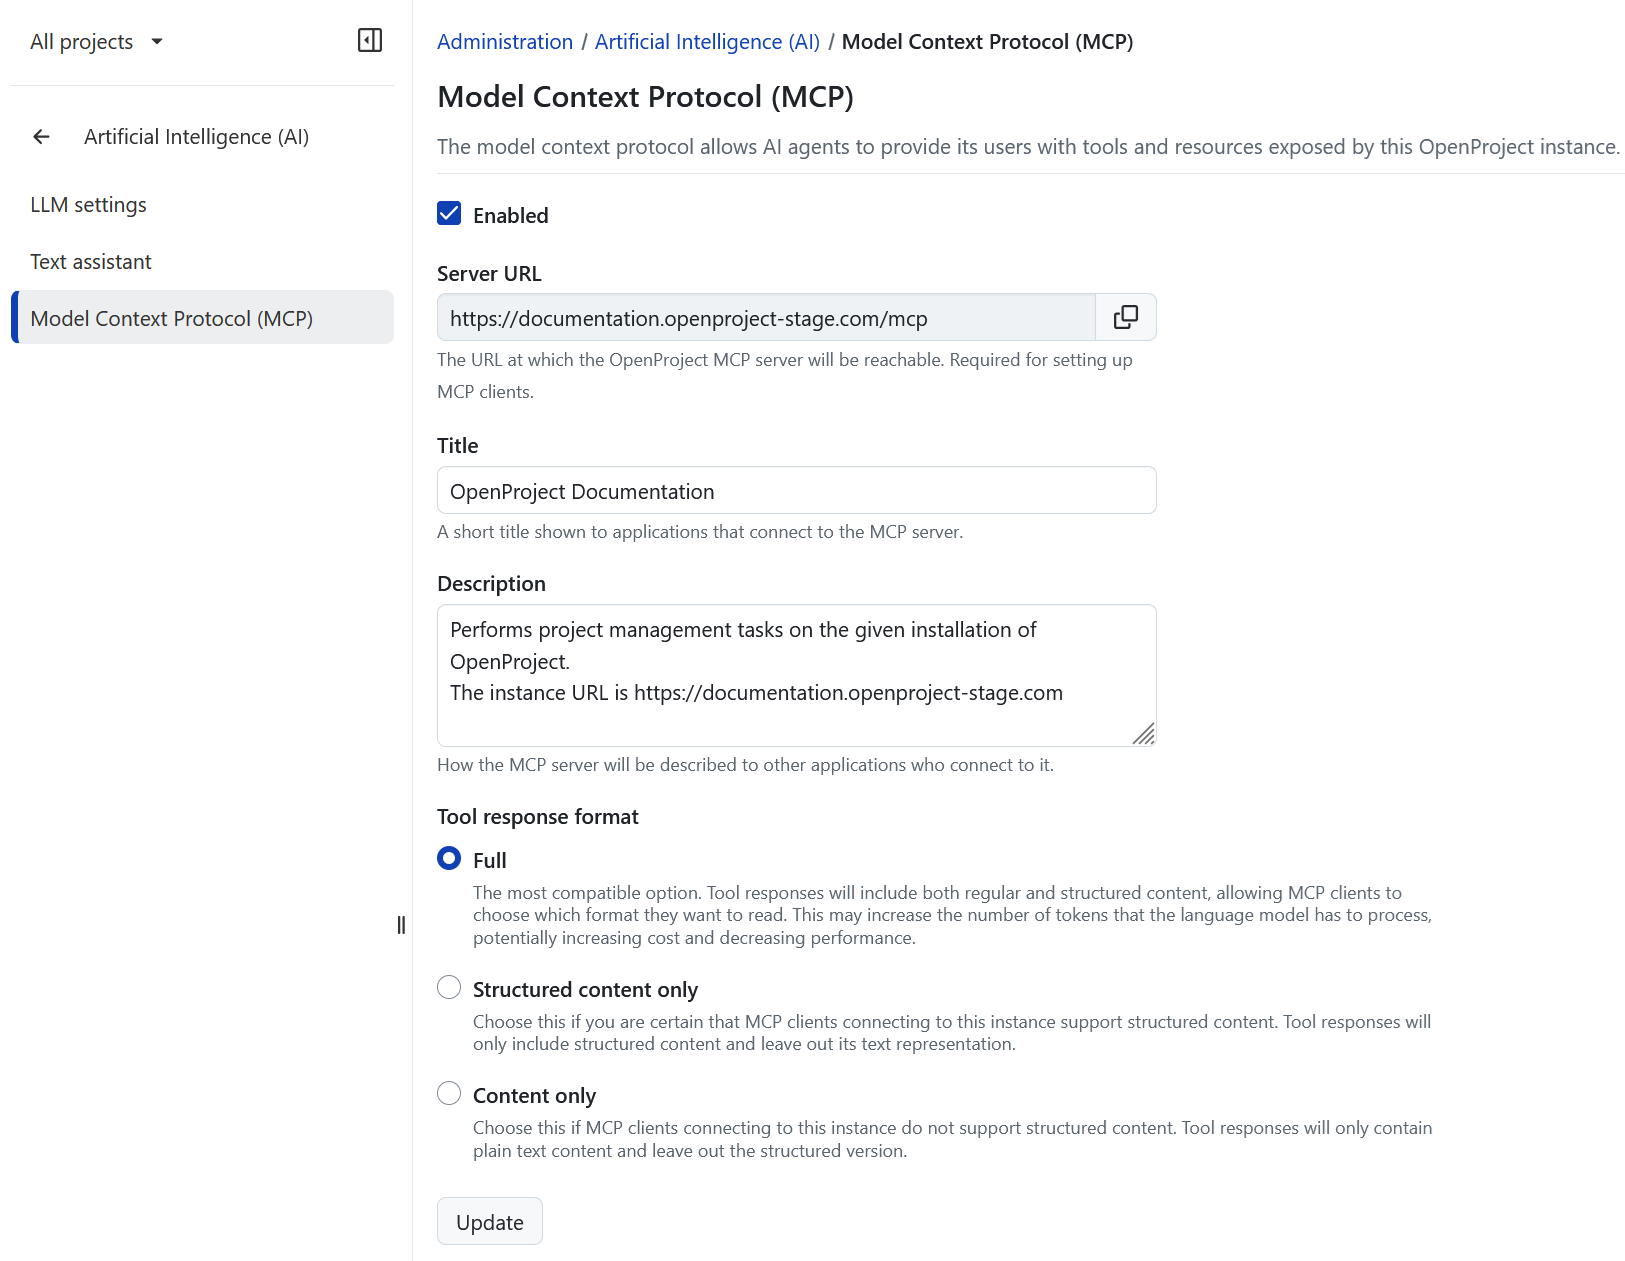 All projects
Artificial Intelligence (AI)
LLM settings
Text assistant
Model Context Protocol (MCP)
Administration / Artificial Intelligence (AI) / Model Context Protocol (MCP)
Model Context Protocol (MCP)
The model context protocol allows AI agents to provide its users with tools and resources exposed by this OpenProject instance.
Enabled
Server URL
https://documentation.openproject-stage.com/mcp
The URL at which the OpenProject MCP server will be reachable. Required for setting up
MCP clients.
Title
OpenProject Documentation
A short title shown to applications that connect to the MCP server.
Description
Performs project management tasks on the given installation of
OpenProject.
The instance URL is https://documentation.openproject-stage.com
How the MCP server will be described to other applications who connect to it.
Tool response format
Full
The most compatible option. Tool responses will include both regular and structured content, allowing MCP clients to
choose which format they want to read. This may increase the number of tokens that the language model has to process,
potentially increasing cost and decreasing performance.
Structured content only
Choose this if you are certain that MCP clients connecting to this instance support structured content. Tool responses will
only include structured content and leave out its text representation.
Content only
Choose this if MCP clients connecting to this instance do not support structured content. Tool responses will only contain
plain text content and leave out the structured version.
Update